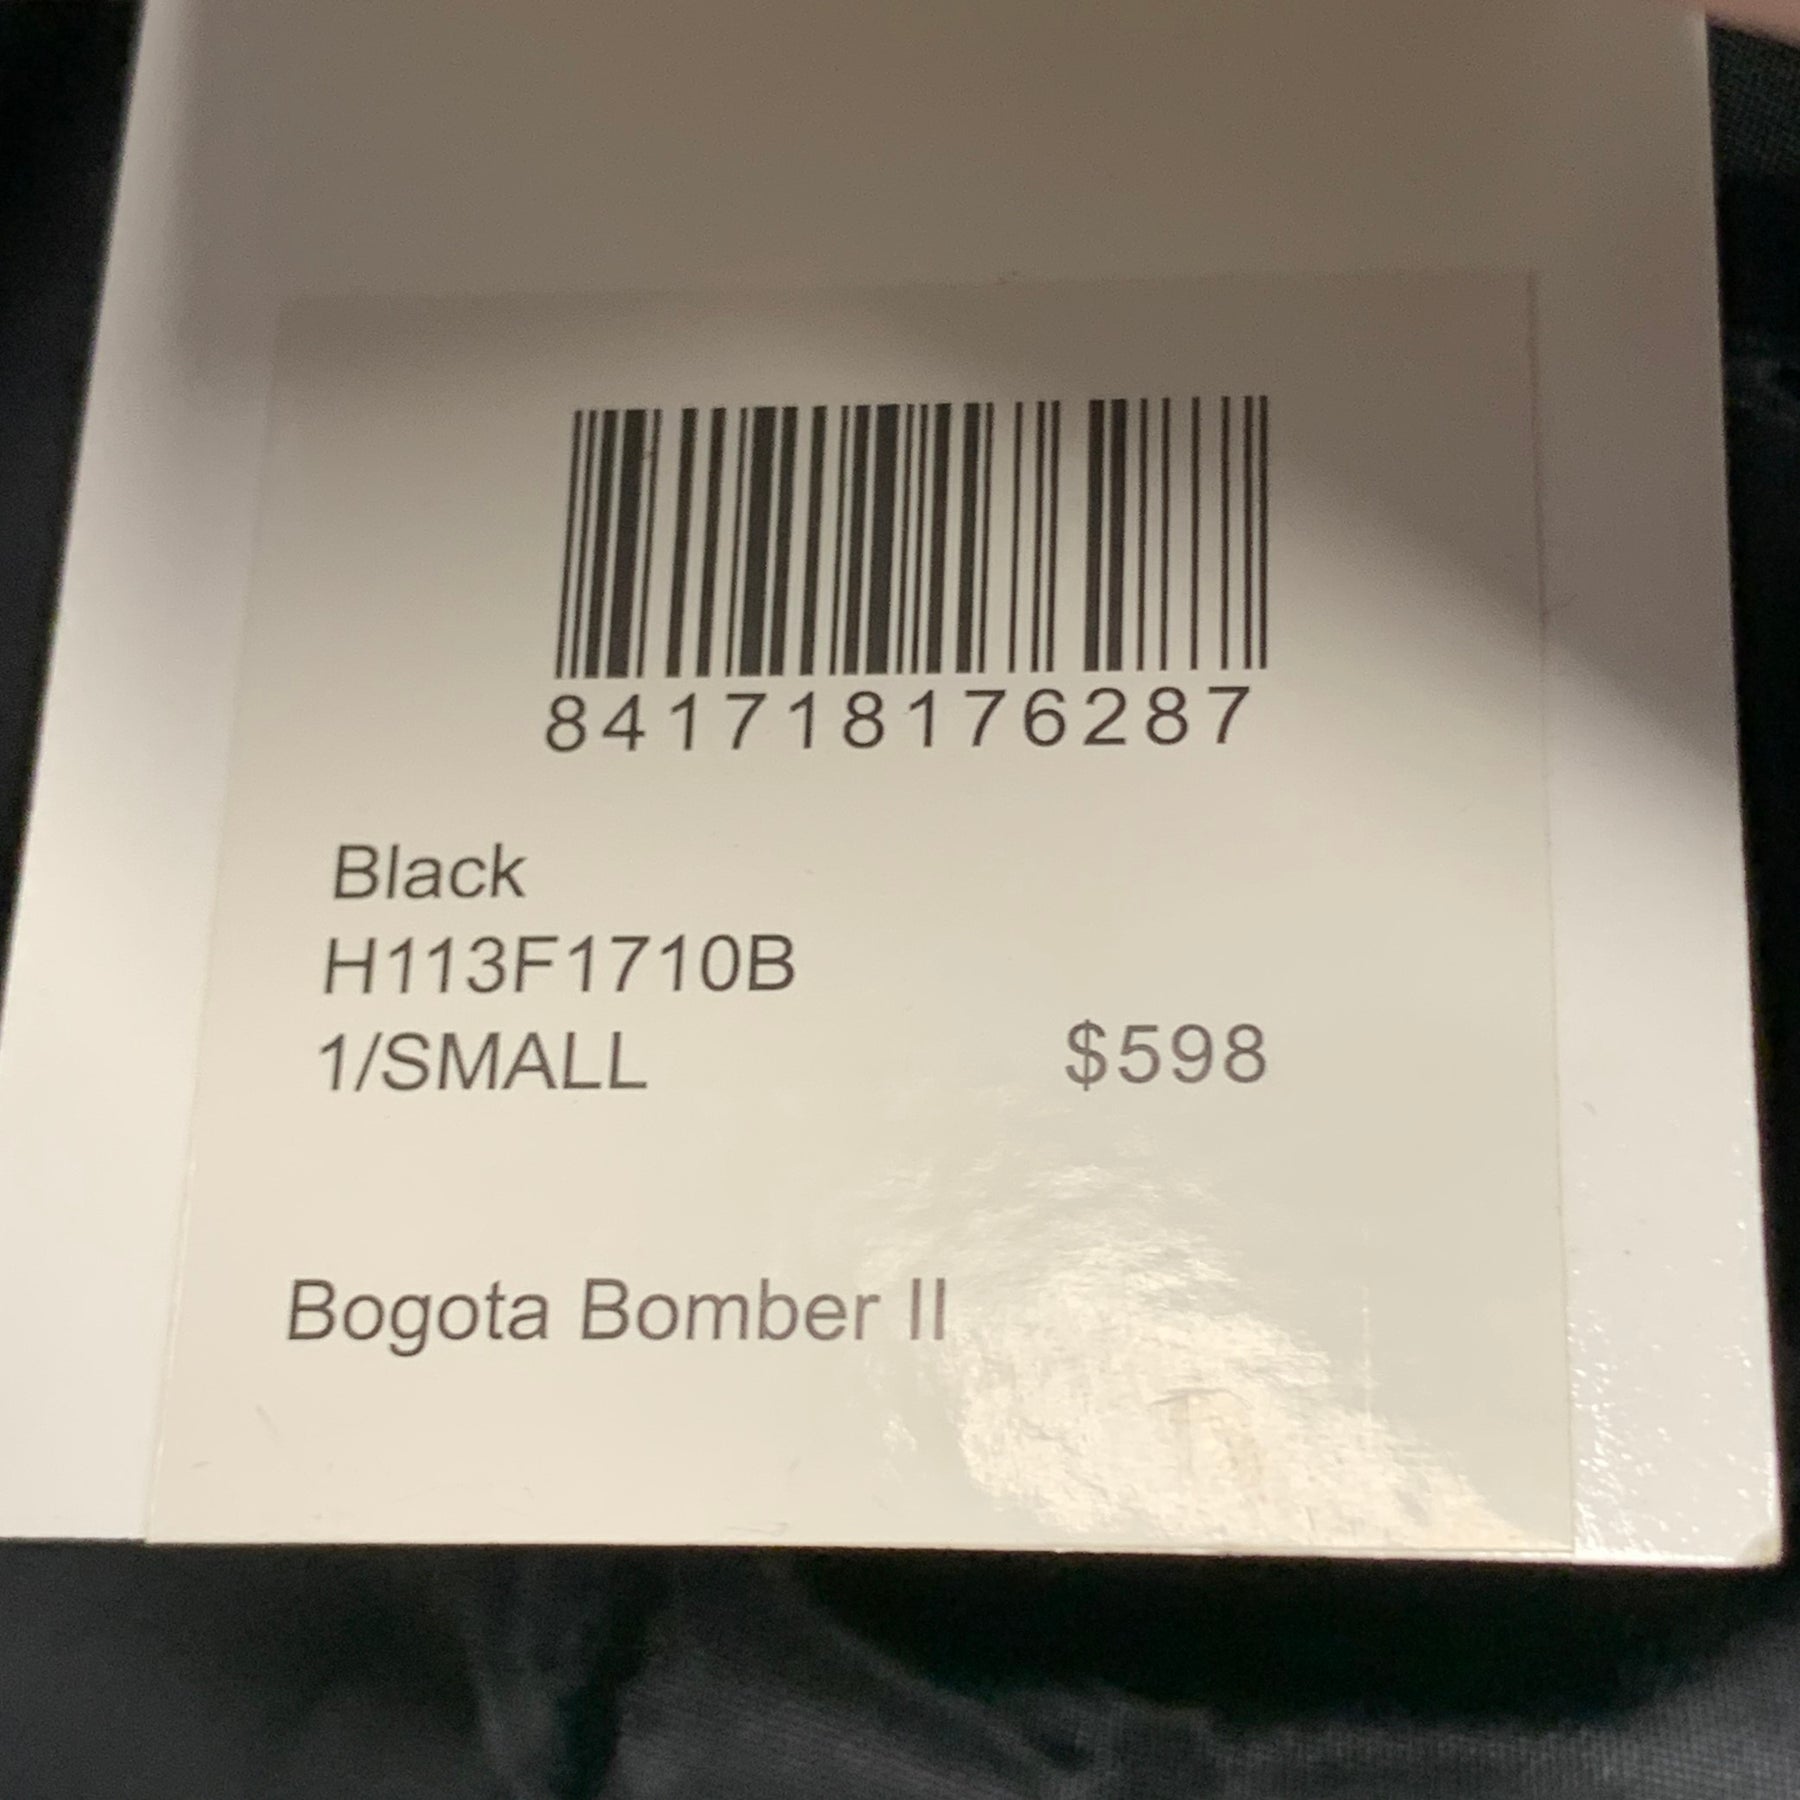 841718176287
Black
H113F1710B
1/SMALL
$598
Bogota Bomber II